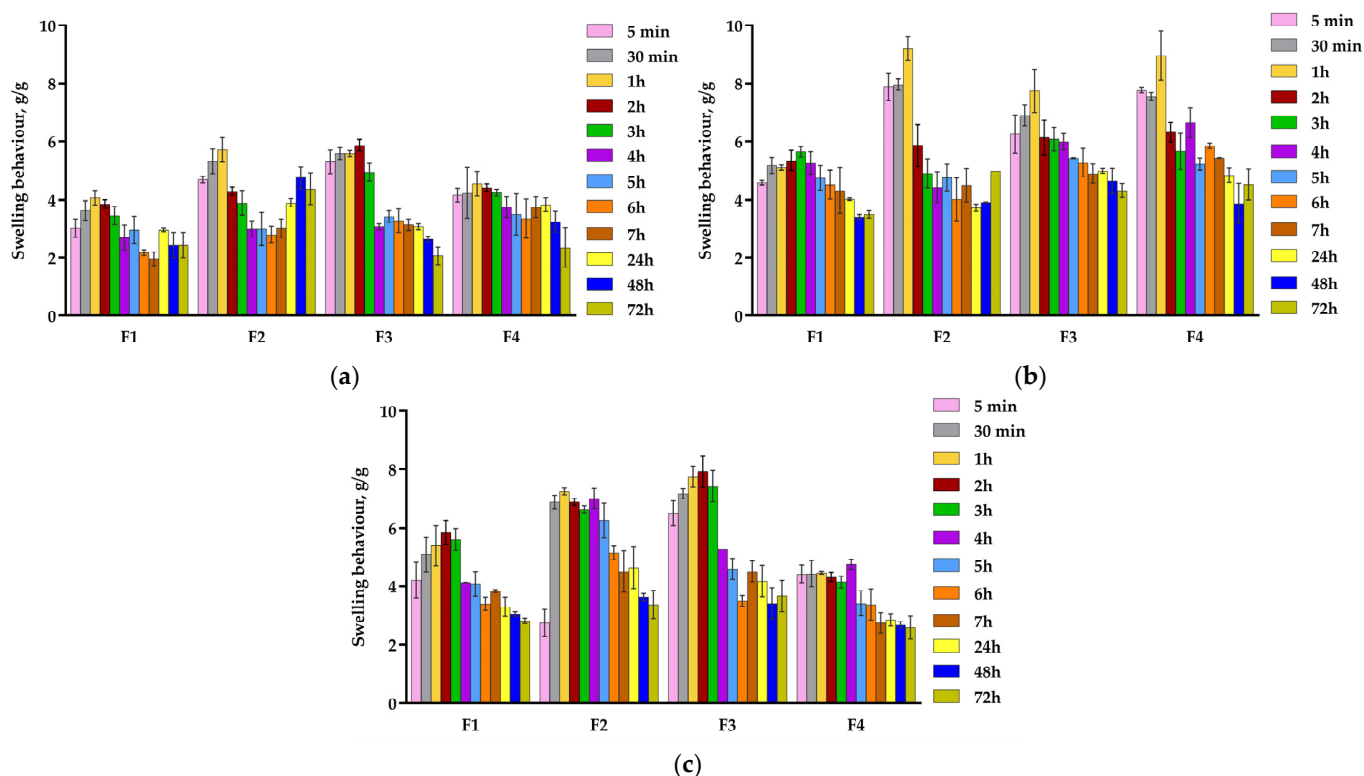 Swelling behaviour, g/g
10
8
6
4
2
0
F1 F2 F3 F4
5 min
30 min
1h
2h
3h
4h
5h
6h
7h
24h
48h
72h
(a)
Swelling behaviour, g/g
10
8
6
4
2
0
F1 F2 F3 F4
5 min
30 min
1h
2h
3h
4h
5h
6h
7h
24h
48h
72h
(b)
Swelling behaviour, g/g
10
8
6
4
2
0
F1 F2 F3 F4
5 min
30 min
1h
2h
3h
4h
5h
6h
7h
24h
48h
72h
(c)